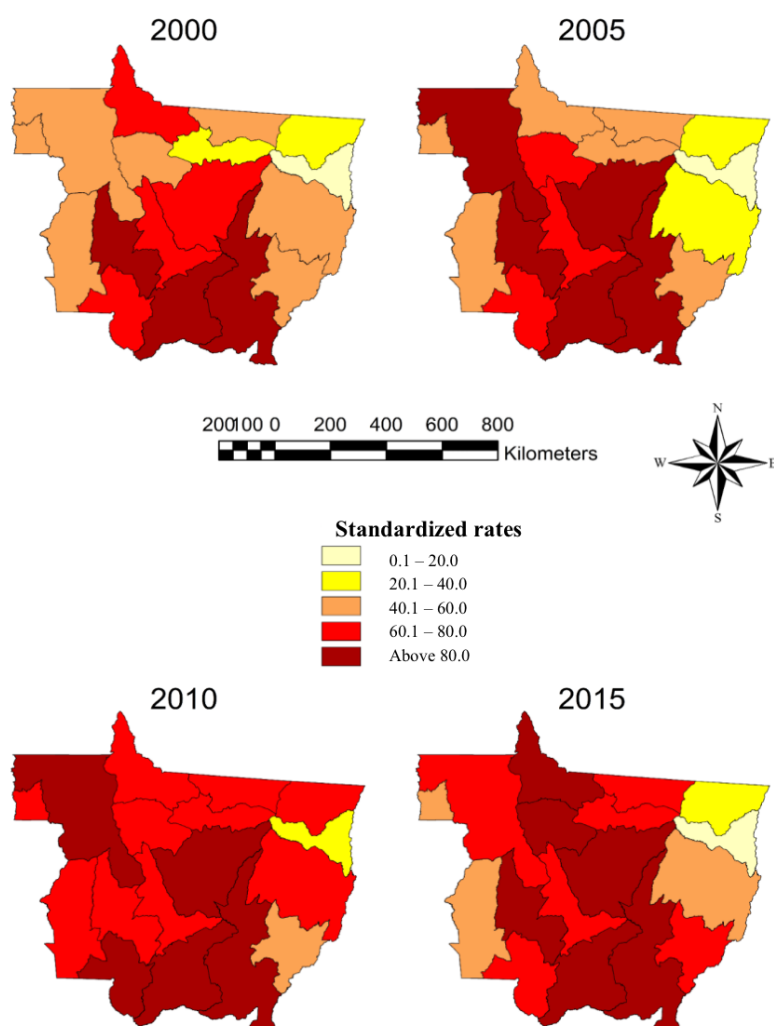 2000
2005
200 100 0 200 400 600 800
Kilometers
N
W
E
S
Standardized rates
0.1 – 20.0
20.1 – 40.0
40.1 – 60.0
60.1 – 80.0
Above 80.0
2010
2015